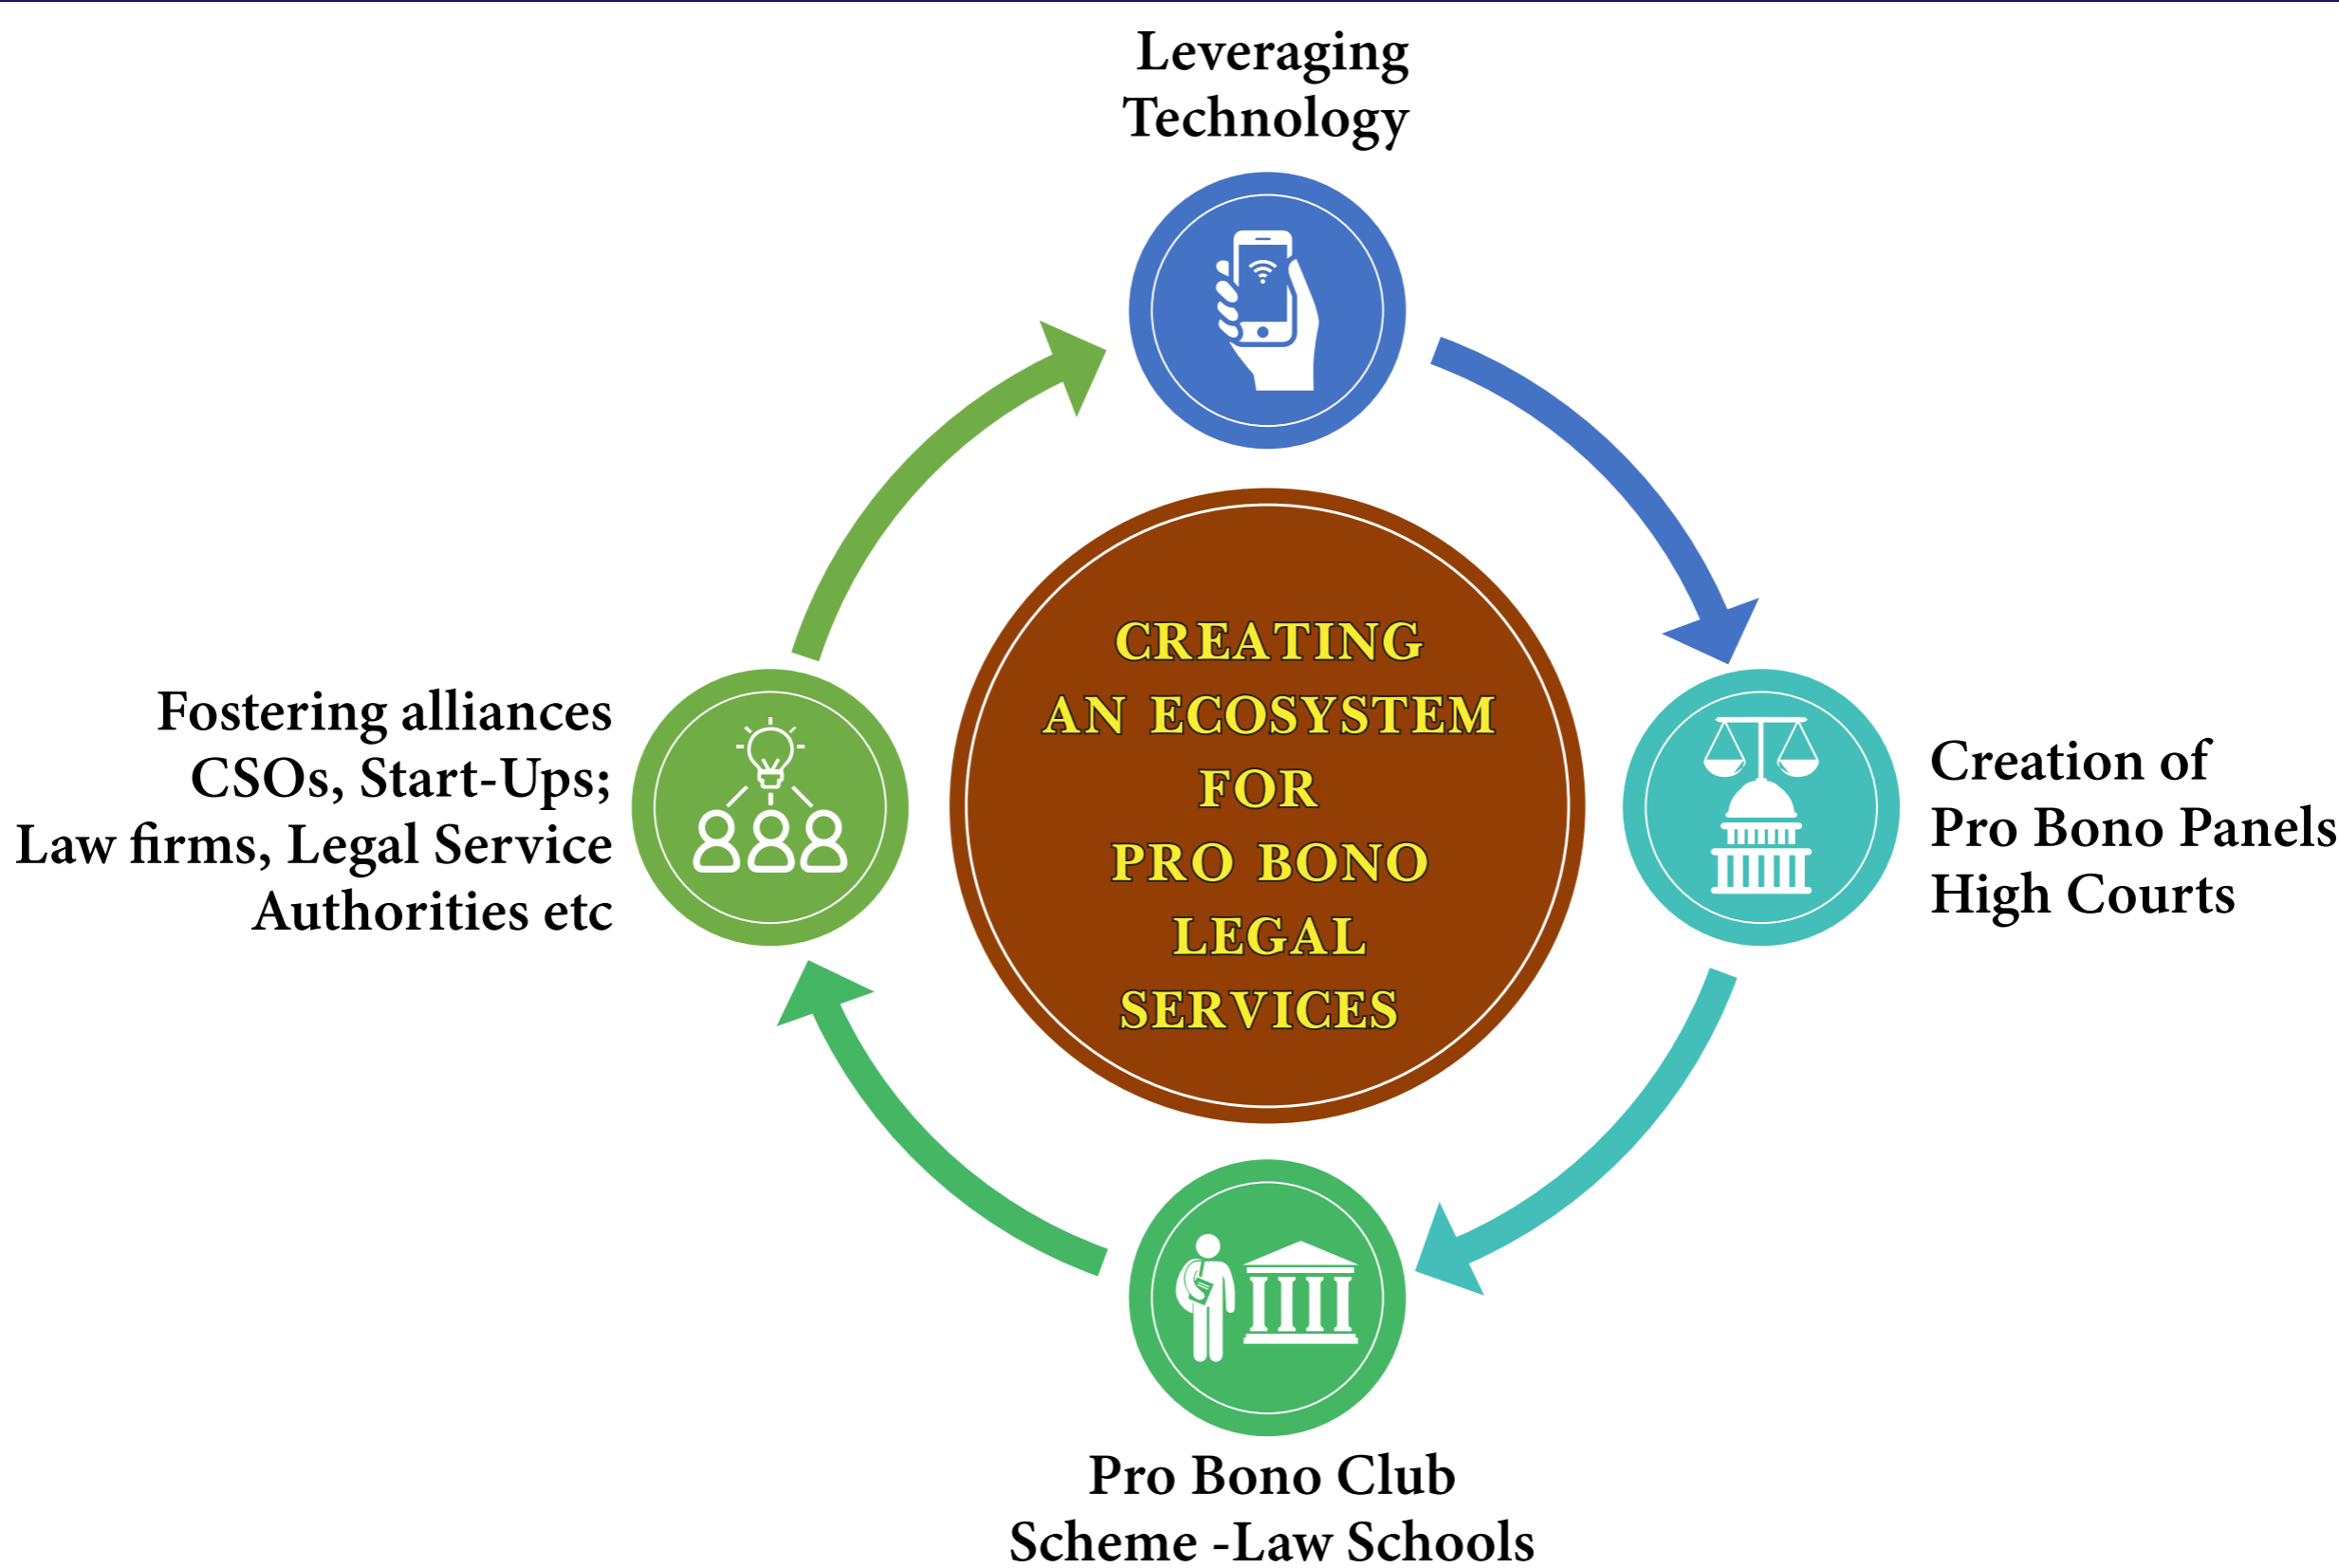 Leveraging
Technology
CREATING
AN ECOSYSTEM
FOR
PRO BONO
LEGAL
SERVICES
Fostering alliances
CSOs, Start-Ups;
Law firms, Legal Service
Authorities etc
Creation of
Pro Bono Panels
High Courts
Pro Bono Club
Scheme -Law Schools